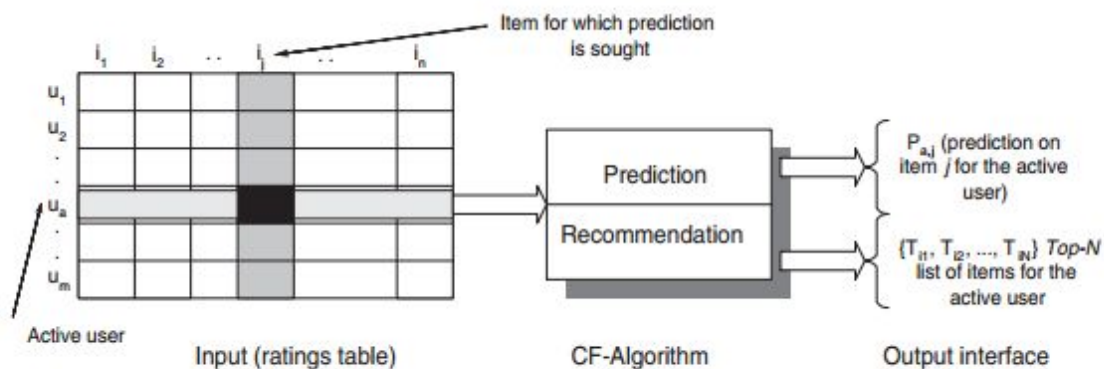 Item for which prediction
is sought
i1 i2 . . ij . . in
u1
u2
.
.
ua
.
.
um
Active user
Input (ratings table)
Prediction
Recommendation
CF-Algorithm
Pa,j (prediction on
item j for the active
user)
{Ti1, Ti2, ..., TiN} Top-N
list of items for the
active user
Output interface